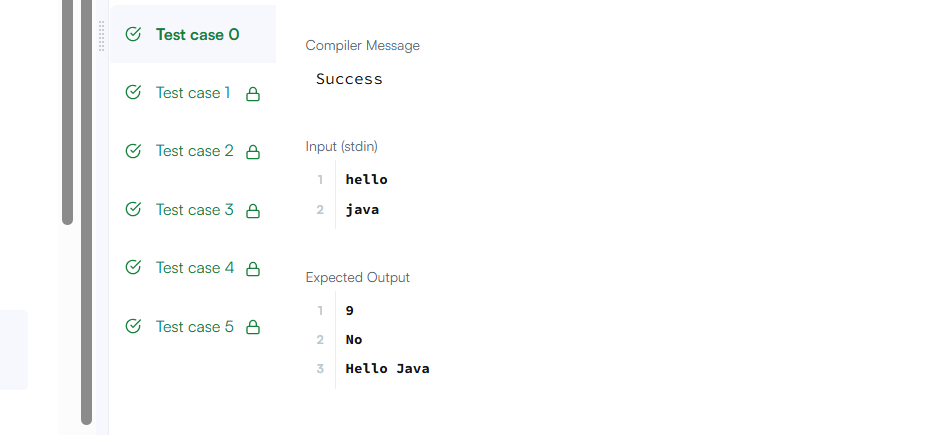 Test case 0
Test case 1
Test case 2
Test case 3
Test case 4
Test case 5
Compiler Message
Success
Input (stdin)
1 hello
2 java
Expected Output
1 9
2 No
3 Hello Java